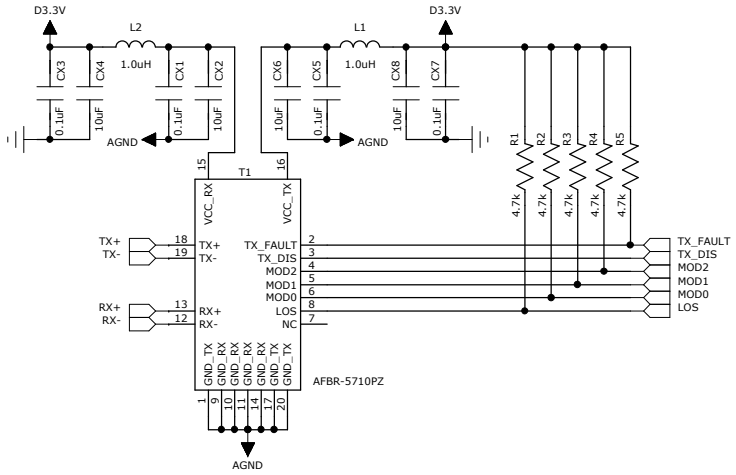 D3.3V
D3.3V
L2
L1
1.0uH
1.0uH
CX3
CX4
CX1
CX2
CX6
CX5
CX8
CX7
0.1uF
10uF
0.1uF
10uF
10uF
0.1uF
10uF
0.1uF
AGND
AGND
R1
R2
R3
R4
R5
4.7k
4.7k
4.7k
4.7k
4.7k
15
16
T1
VCC_RX
VCC_TX
TX+ 18 TX+
TX- 19 TX-
RX+ 13 RX+
RX- 12 RX-
TX_FAULT 2 TX_FAULT
TX_DIS 3 TX_DIS
MOD2 4 MOD2
MOD1 5 MOD1
MOD0 6 MOD0
LOS 8 LOS
NC 7
GND_TX
GND_RX
GND_RX
GND_RX
GND_RX
GND_TX
GND_TX
1
9
10
11
14
17
20
AFBR-5710PZ
AGND